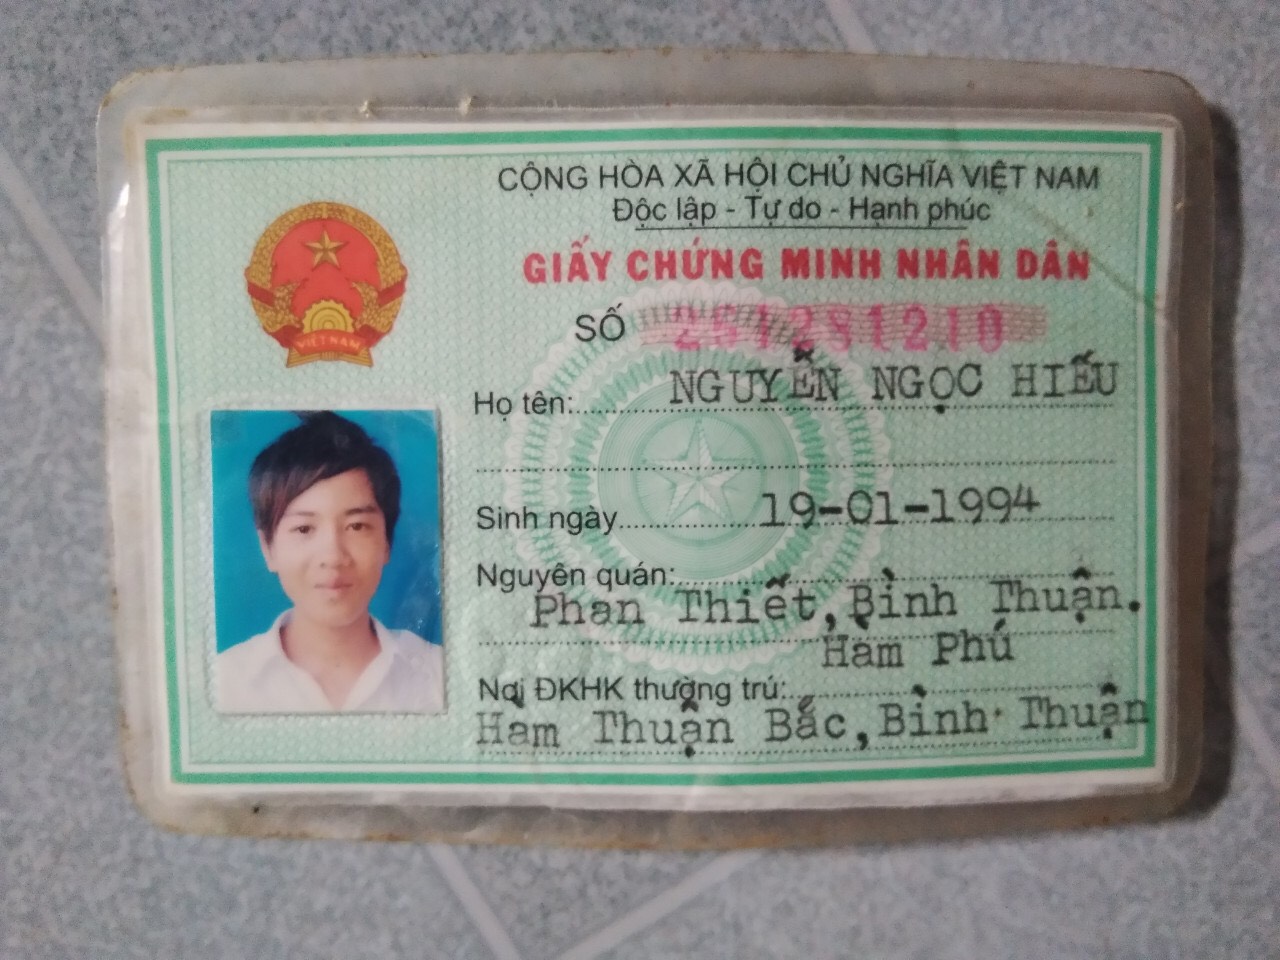 CỘNG HÒA XÃ HỘI CHỦ NGHĨA VIỆT NAM
Độc lập - Tự do - Hạnh phúc
GIẤY CHỨNG MINH NHÂN DÂN
SỐ 261281210
Họ tên: NGUYỄN NGỌC HIẾU
Sinh ngày 19-01-1994
Nguyên quán:
Phan Thiết, Bình Thuận.
Hàm Phú
Nơi ĐKHK thường trú:
Hàm Thuận Bắc, Bình Thuận
VIỆT NAM